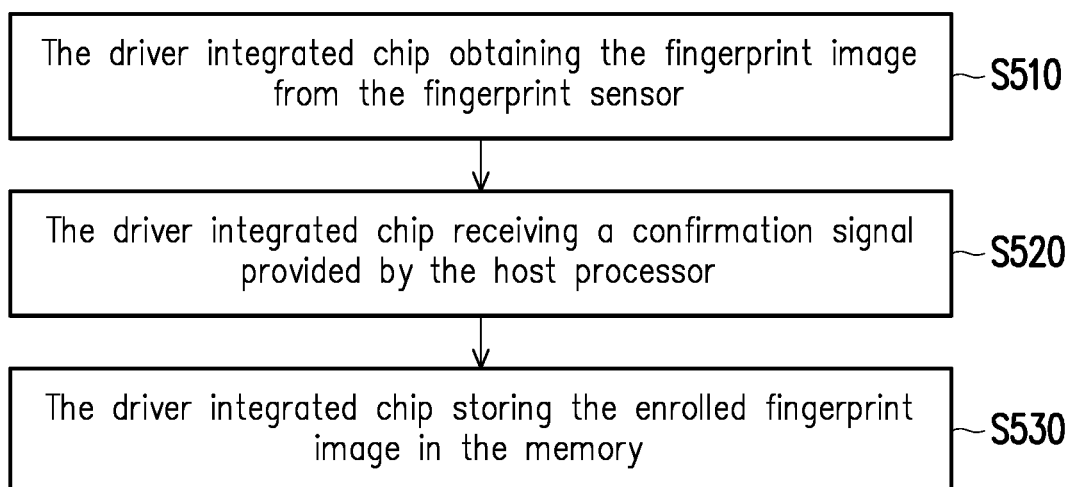 The driver integrated chip obtaining the fingerprint image
from the fingerprint sensor
S510
The driver integrated chip receiving a confirmation signal
provided by the host processor
S520
The driver integrated chip storing the enrolled fingerprint
image in the memory
S530